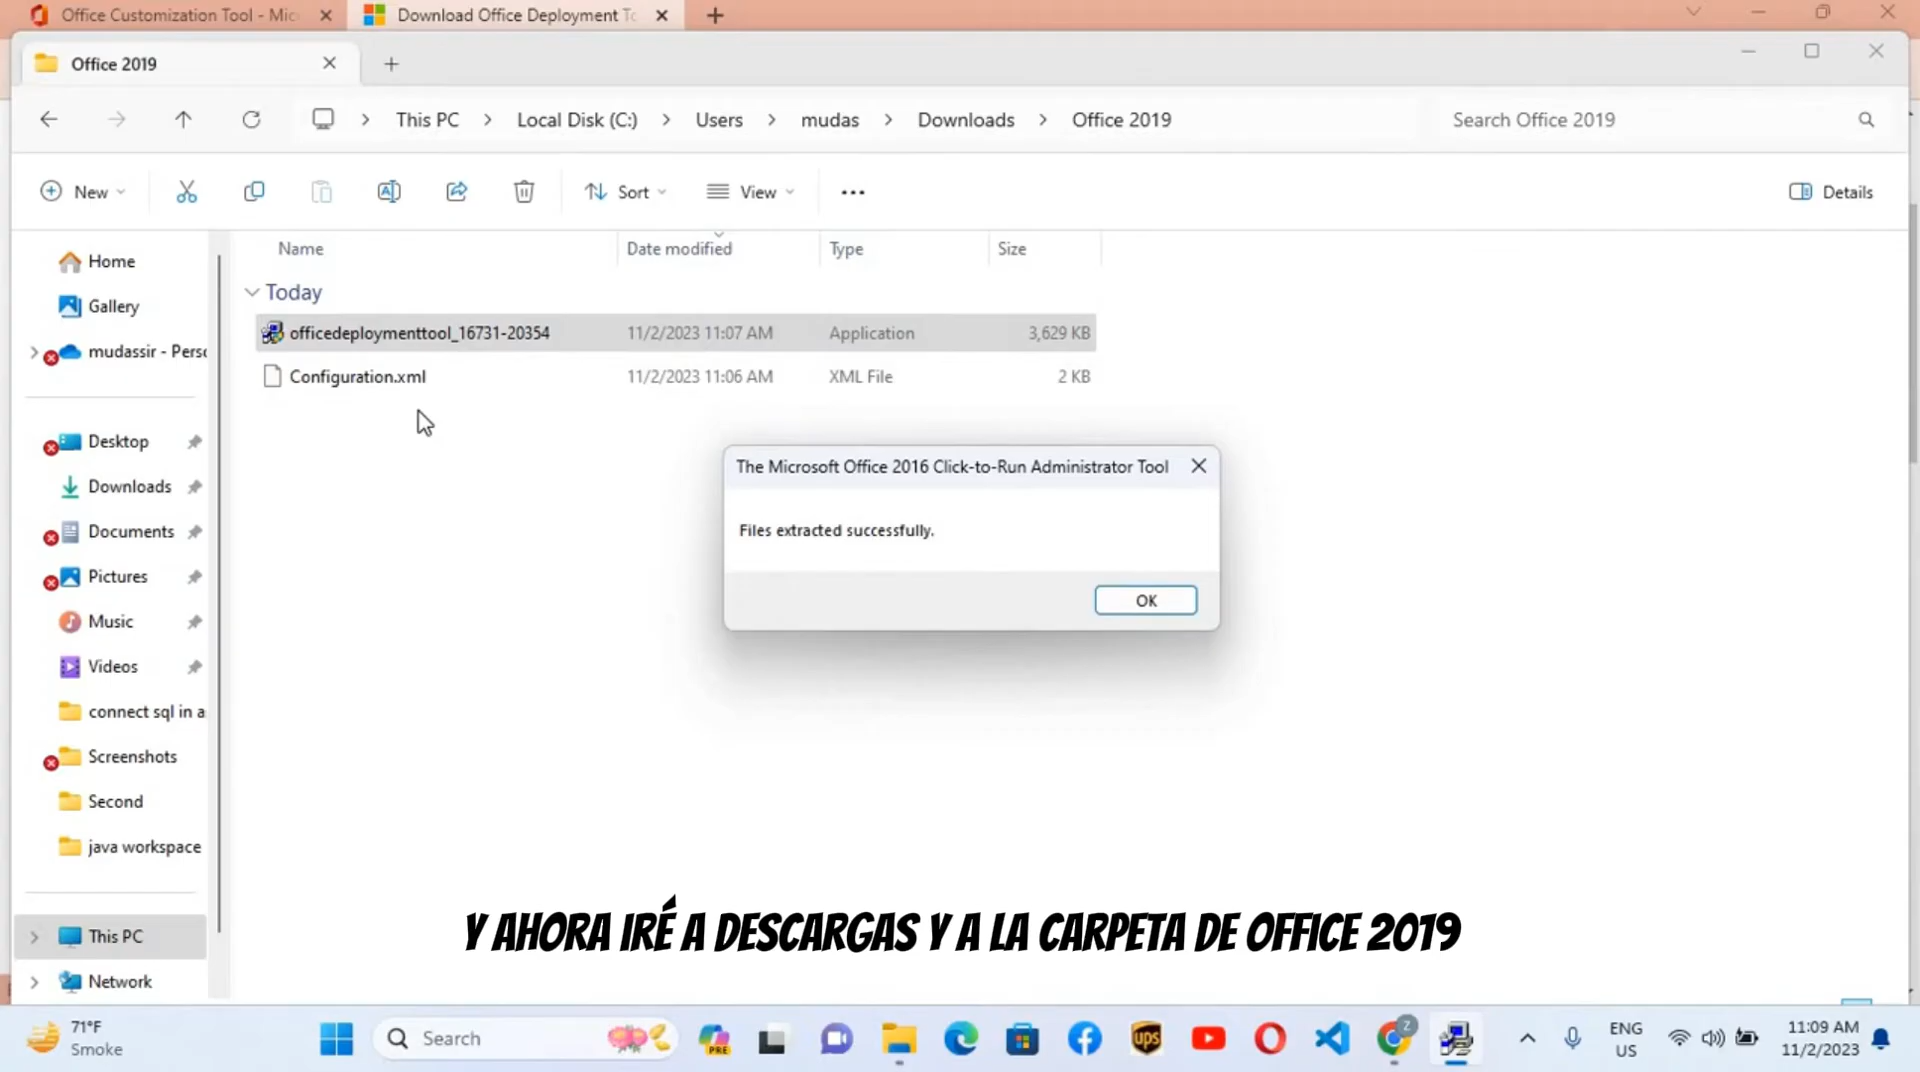 Office Customization Tool - Mic
Download Office Deployment To
Office 2019
This PC
Local Disk (C:)
Users
mudas
Downloads
Office 2019
Search Office 2019
New
Sort
View
Details
Name
Date modified
Type
Size
Today
officedeploymenttool_16731-20354
11/2/2023 11:07 AM
Application
3,629 KB
Configuration.xml
11/2/2023 11:06 AM
XML File
2 KB
Home
Gallery
mudassir - Perso
Desktop
Downloads
Documents
Pictures
Music
Videos
connect sql in a
Screenshots
Second
java workspace
This PC
Network
The Microsoft Office 2016 Click-to-Run Administrator Tool
Files extracted successfully.
OK
Y AHORA IRÉ A DESCARGAS Y A LA CARPETA DE OFFICE 2019
71°F
Smoke
Search
PRE
ups
Z
ENG
US
11:09 AM
11/2/2023